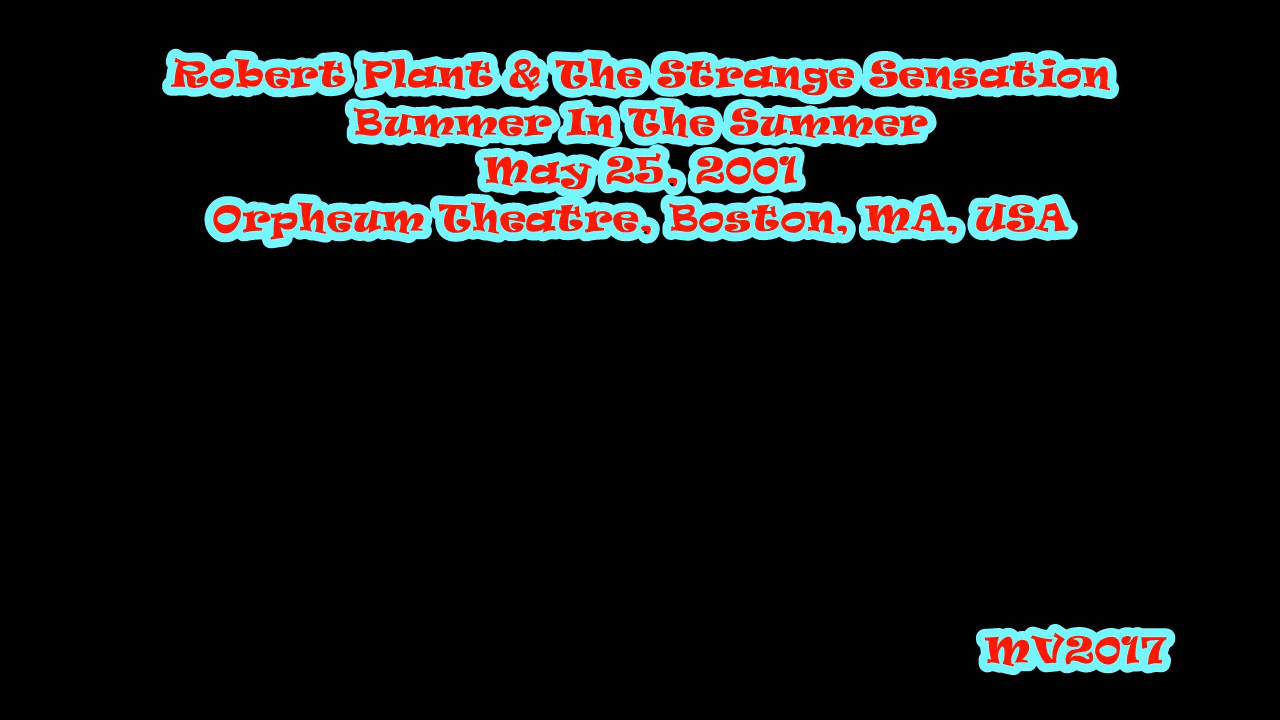 Robert Plant & The Strange Sensation
Bummer In The Summer
May 25, 2001
Orpheum Theatre, Boston, MA, USA
MV2017